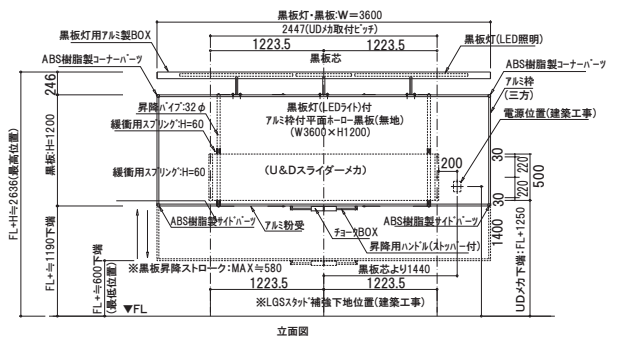 黒板灯・黒板:W=3600
2447(UDﾒｶ取付ﾋﾟｯﾁ)
1223.5
1223.5
黒板灯用アルミ製BOX
黒板灯(LED照明)
黒板芯
ABS樹脂製ｺｰﾅｰﾊﾟｰﾂ
ABS樹脂製ｺｰﾅｰﾊﾟｰﾂ
アルミ枠
(三方)
246
昇降パイプ:32φ
黒板灯(LEDライト)付
アルミ枠付平面ホーロー黒板(無地)
(W3600×H1200)
電源位置(建築工事)
緩衝用スプリング:H=60
緩衝用スプリング:H=60
(U&Dスライダーメカ)
200
30
220
220
30
500
黒板:H=1200
FL+H≒2636(最高位置)
FL+≒1190下端
FL+≒600下端
(最低位置)
ABS樹脂製ｻｲﾄﾞﾊﾟｰﾂ
アルミ粉受
チョークBOX
ABS樹脂製ｻｲﾄﾞﾊﾟｰﾂ
昇降用ハンドル(ストッパー付)
1400
UDメカ下端:FL+1250
※黒板昇降ストローク:MAX≒580
黒板芯より1440
1223.5
1223.5
▼FL
※LGSスタッド補強下地位置(建築工事)
立面図